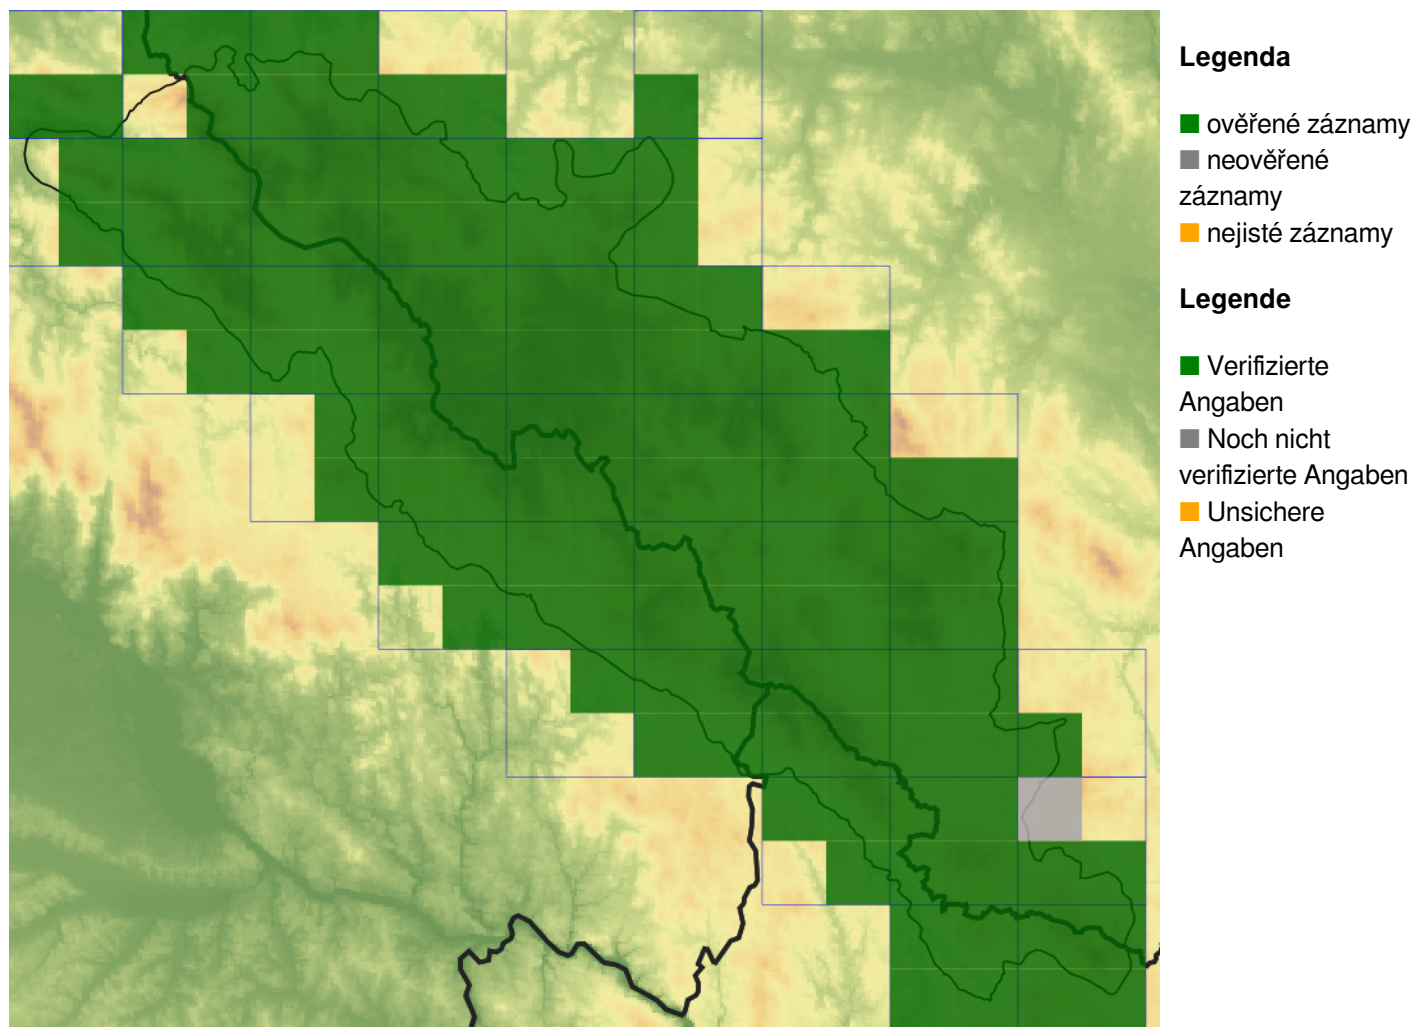 Legenda
ověřené záznamy
neověřené
záznamy
nejisté záznamy
Legende
Verifizierte
Angaben
Noch nicht
verifizierte Angaben
Unsichere
Angaben